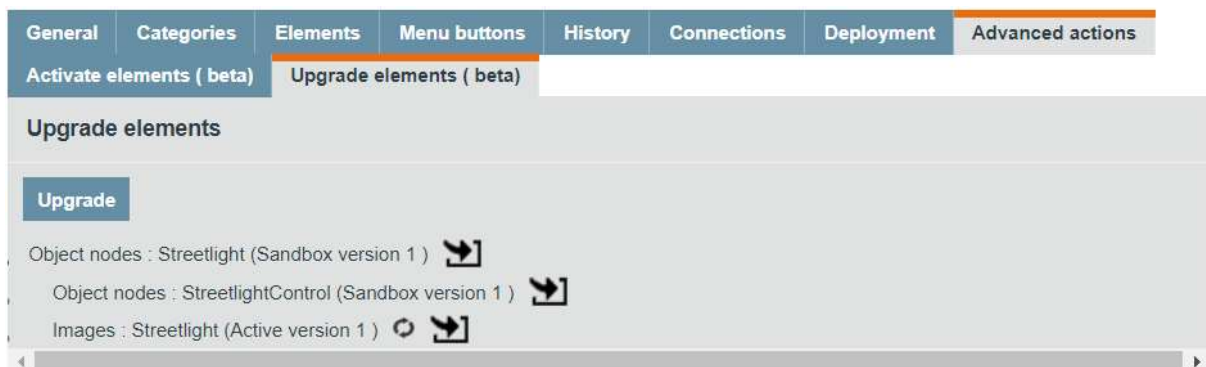 General Categories Elements Menu buttons History Connections Deployment Advanced actions
Activate elements ( beta) Upgrade elements ( beta)
Upgrade elements
Upgrade
Object nodes : Streetlight (Sandbox version 1 )
Object nodes : StreetlightControl (Sandbox version 1 )
Images : Streetlight (Active version 1 )